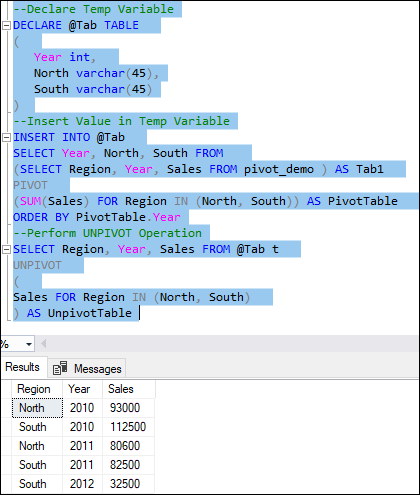 --Declare Temp Variable
DECLARE @Tab TABLE
(
Year int,
North varchar(45),
South varchar(45)
)
--Insert Value in Temp Variable
INSERT INTO @Tab
SELECT Year, North, South FROM
(SELECT Region, Year, Sales FROM pivot_demo ) AS Tab1
PIVOT
(SUM(Sales) FOR Region IN (North, South)) AS PivotTable
ORDER BY PivotTable.Year
--Perform UNPIVOT Operation
SELECT Region, Year, Sales FROM @Tab t
UNPIVOT
(
Sales FOR Region IN (North, South)
) AS UnpivotTable
%
Results Messages
Region Year Sales
North 2010 93000
South 2010 112500
North 2011 80600
South 2011 82500
South 2012 32500